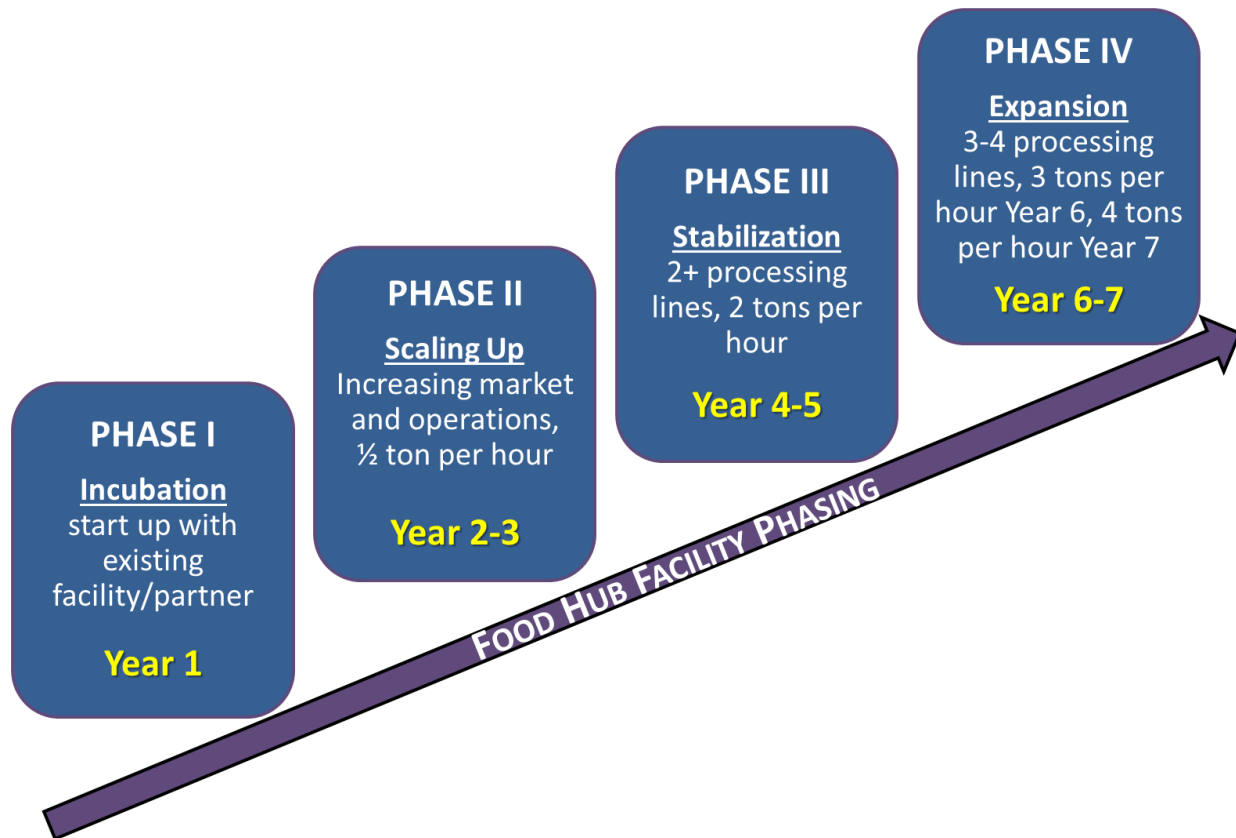 PHASE I
Incubation
start up with
existing
facility/partner
Year 1
PHASE II
Scaling Up
Increasing market
and operations,
½ ton per hour
Year 2-3
PHASE III
Stabilization
2+ processing
lines, 2 tons per
hour
Year 4-5
PHASE IV
Expansion
3-4 processing
lines, 3 tons per
hour Year 6, 4 tons
per hour Year 7
Year 6-7
FOOD HUB FACILITY PHASING